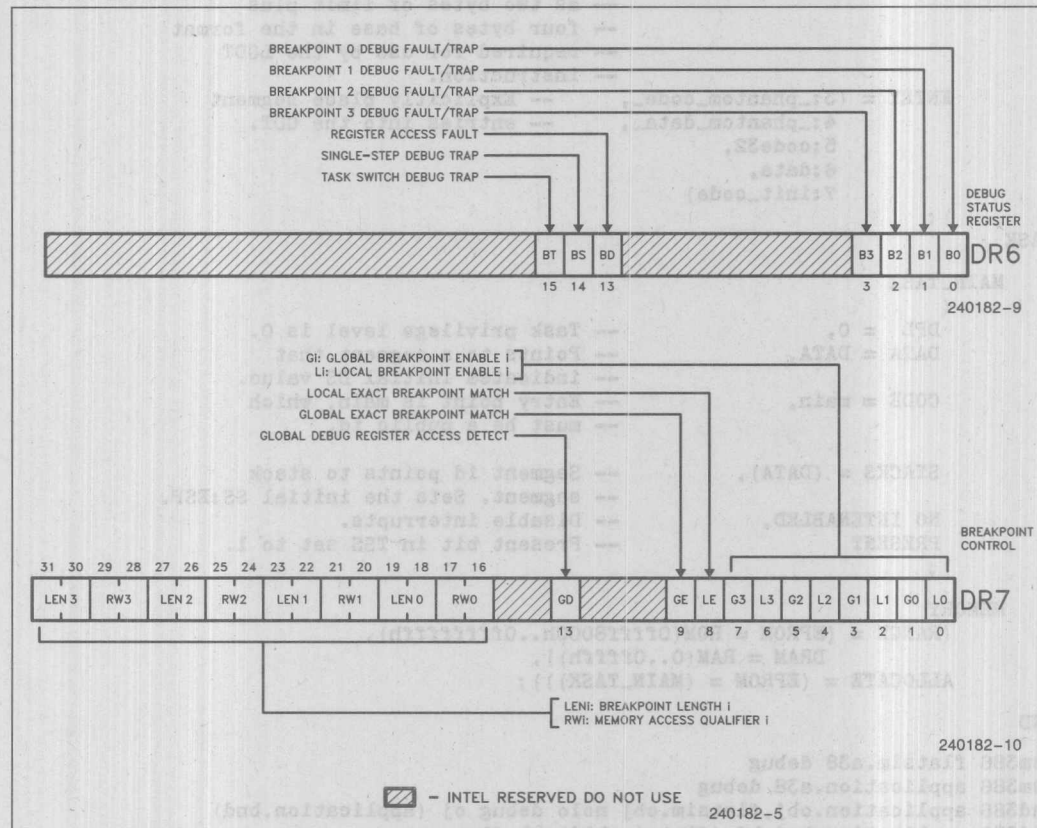 BREAKPOINT 0 DEBUG FAULT/TRAP
BREAKPOINT 1 DEBUG FAULT/TRAP
BREAKPOINT 2 DEBUG FAULT/TRAP
BREAKPOINT 3 DEBUG FAULT/TRAP
REGISTER ACCESS FAULT
SINGLE-STEP DEBUG TRAP
TASK SWITCH DEBUG TRAP
DEBUG
STATUS
REGISTER
BT BS BD B3 B2 B1 B0 DR6
15 14 13 3 2 1 0
240182-9
GI: GLOBAL BREAKPOINT ENABLE I
LI: LOCAL BREAKPOINT ENABLE I
LOCAL EXACT BREAKPOINT MATCH
GLOBAL EXACT BREAKPOINT MATCH
GLOBAL DEBUG REGISTER ACCESS DETECT
BREAKPOINT
CONTROL
31 30 29 28 27 26 25 24 23 22 21 20 19 18 17 16
LEN 3 RW3 LEN 2 RW2 LEN 1 RW1 LEN 0 RW0 GD GE LE G3 L3 G2 L2 G1 L1 G0 L0 DR7
13 9 8 7 6 5 4 3 2 1 0
LENI: BREAKPOINT LENGTH I
RWI: MEMORY ACCESS QUALIFIER I
240182-10
- INTEL RESERVED DO NOT USE
240182-5